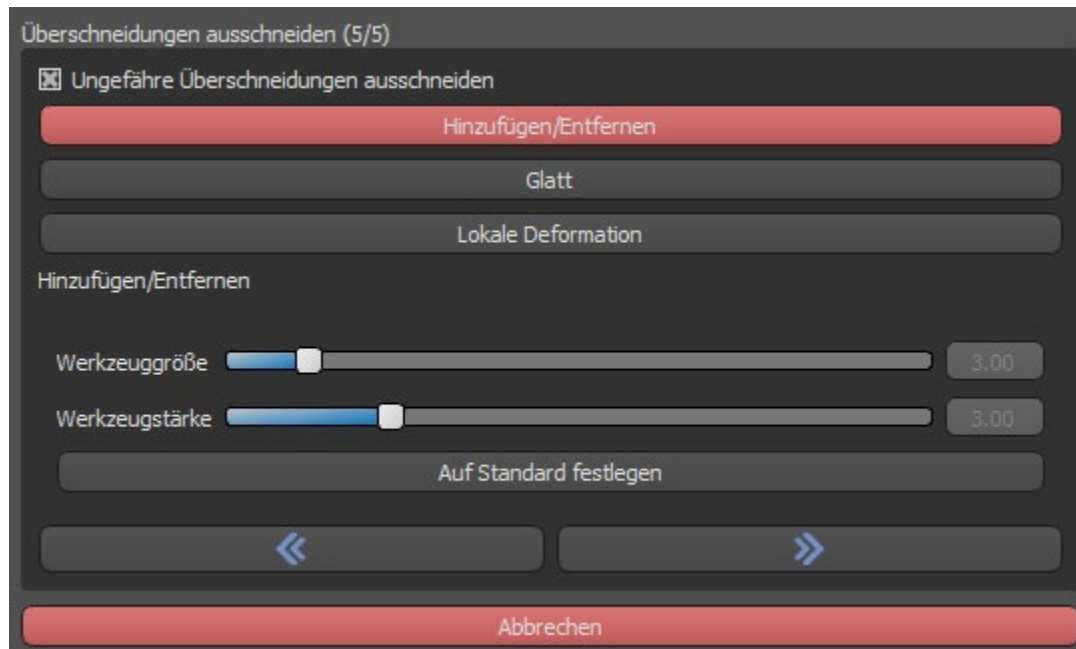 Überschneidungen ausschneiden (5/5)
Ungefähre Überschneidungen ausschneiden
Hinzufügen/Entfernen
Glatt
Lokale Deformation
Hinzufügen/Entfernen
Werkzeuggröße 3.00
Werkzeugstärke 3.00
Auf Standard festlegen
Abbrechen